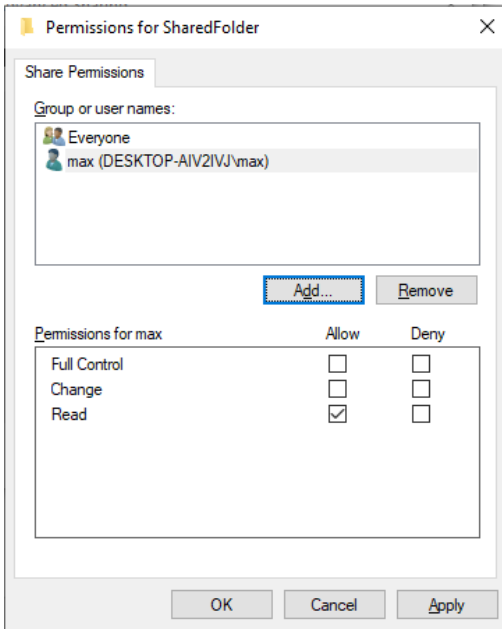 Permissions for SharedFolder
Share Permissions
Group or user names:
Everyone
max (DESKTOP-AIV2IVJ\max)
Add...
Remove
Permissions for max Allow Deny
Full Control
Change
Read
OK Cancel Apply